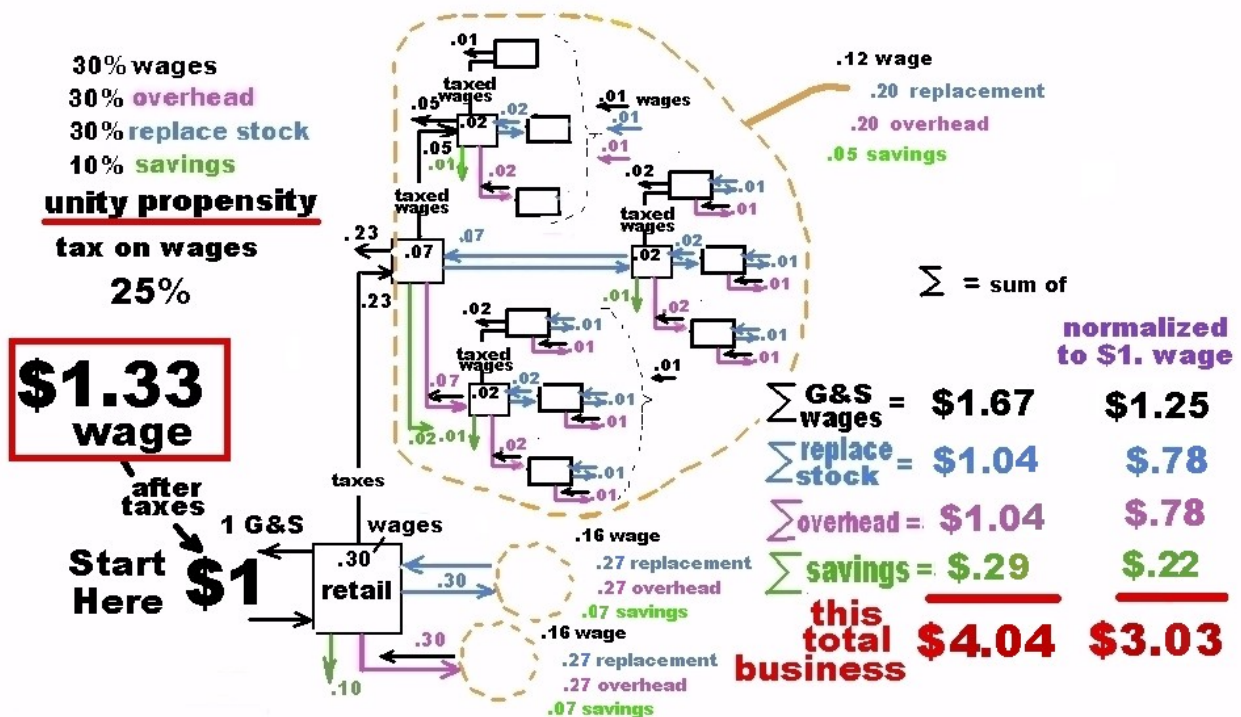 30% wages
30% overhead
30% replace stock
10% savings
unity propensity
tax on wages
25%
$1.33
wage
after
taxes
Start
Here
$1
1 G&S
wages
taxes
.30
retail
.30
.30
.10
.16 wage
.27 replacement
.27 overhead
.07 savings
.16 wage
.27 replacement
.27 overhead
.07 savings
.23
.23
.07
taxed
wages
.05
.05
.02
.01
taxed
wages
.01
.02
.02
.01 wages
.01
.01
.07
.02
taxed
wages
.02
.01
.01
.02
.01
.01
.01
.02
.01
.01
.07
.02 .01
.02
taxed
wages
.02
.01
.01
.02
.01
.01
.02
.01
.01
.01
.12 wage
.20 replacement
.20 overhead
.05 savings
Σ = sum of
normalized
to $1. wage
Σ G&S wages = $1.67 $1.25
Σ replace stock = $1.04 $.78
Σ overhead = $1.04 $.78
Σ savings = $.29 $.22
this
total
business
$4.04 $3.03